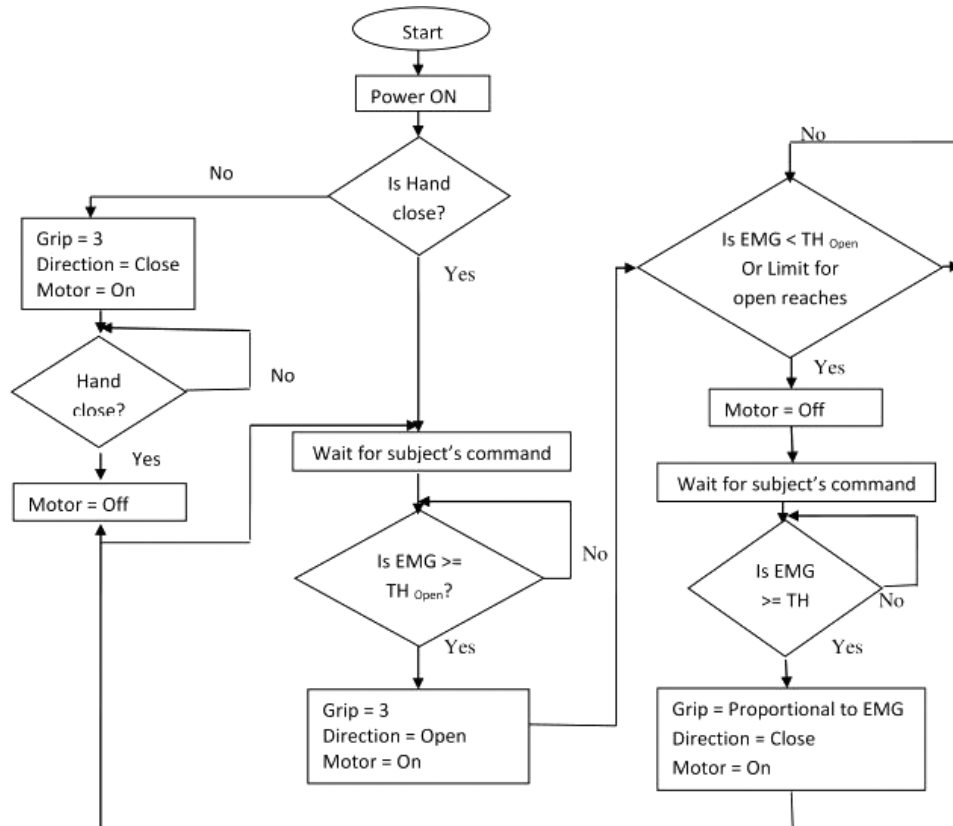 Start
Power ON
Is Hand
close?
No
Yes
Grip = 3
Direction = Close
Motor = On
Hand
close?
No
Yes
Motor = Off
Wait for subject's command
Is EMG >=
TH Open?
No
Yes
Grip = 3
Direction = Open
Motor = On
No
Is EMG < TH Open
Or Limit for
open reaches
Yes
Motor = Off
Wait for subject's command
Is EMG
>= TH
No
Yes
Grip = Proportional to EMG
Direction = Close
Motor = On